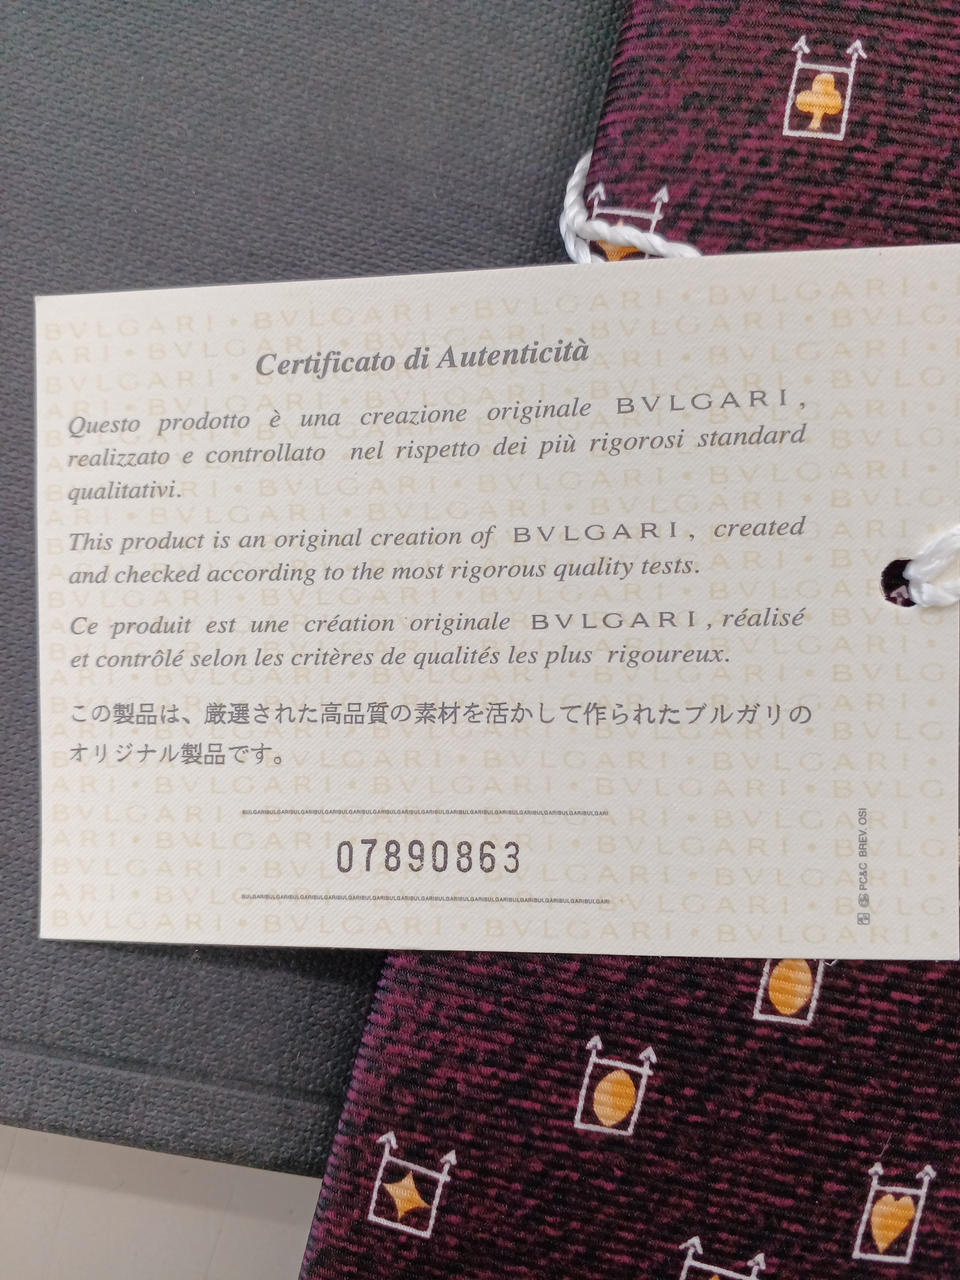 Certificato di Autenticità
Questo prodotto è una creazione originale BVLGARI,
realizzato e controllato nel rispetto dei più rigorosi standard
qualitativi.
This product is an original creation of BVLGARI, created
and checked according to the most rigorous quality tests.
Ce produit est une création originale BVLGARI, réalisé
et contrôlé selon les critères de qualités les plus rigoureux.
この製品は、厳選された高品質の素材を活かして作られたブルガリの
オリジナル製品です。
BULGARIBULGARIBULGARIBULGARIBULGARIBULGARIBULGARIBULGARIBULGARIBULGARIBULGARI
07890863
BULGARIBULGARIBULGARIBULGARIBULGARIBULGARIBULGARIBULGARIBULGARIBULGARIBULGARI
PC&C BREV. OSI